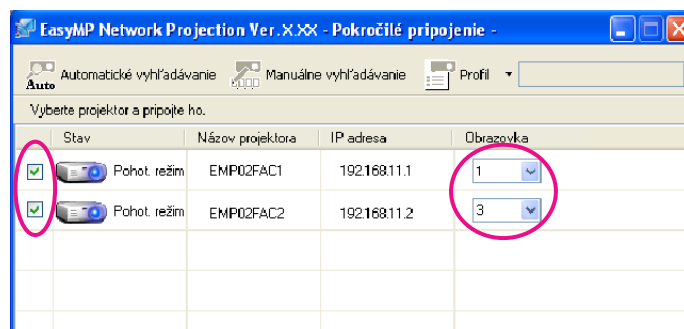 EasyMP Network Projection Ver.X.XX - Pokročilé pripojenie -
Auto Automatické vyhľadávanie Manuálne vyhľadávanie Profil
Vyberte projektor a pripojte ho.
Stav Názov projektora IP adresa Obrazovka
Pohot. režim EMP02FAC1 192.168.11.1 1
Pohot. režim EMP02FAC2 192.168.11.2 3